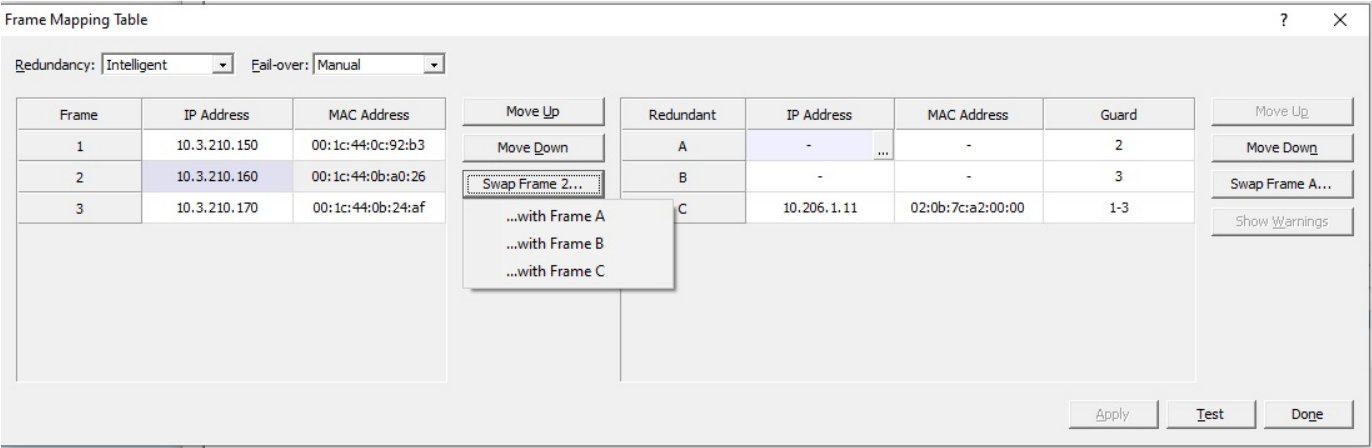 Frame Mapping Table ?
Redundancy: Intelligent Fail-over: Manual
Frame IP Address MAC Address
1 10.3.210.150 00:1c:44:0c:92:b3
2 10.3.210.160 00:1c:44:0b:a0:26
3 10.3.210.170 00:1c:44:0b:24:af
Move Up
Move Down
Swap Frame 2...
...with Frame A
...with Frame B
...with Frame C
Redundant IP Address MAC Address Guard
A - ... - 2
B - - 3
C 10.206.1.11 02:0b:7c:a2:00:00 1-3
Move Up
Move Down
Swap Frame A...
Show Warnings
Apply Test Done